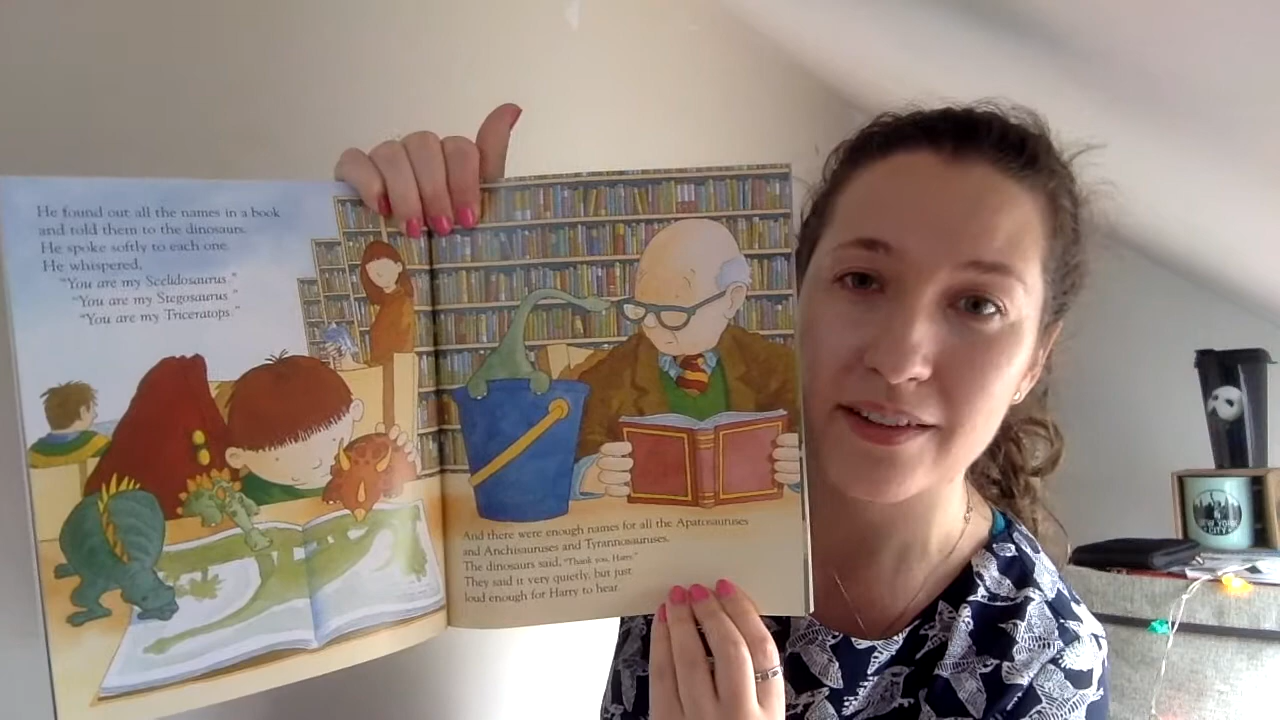 He found out all the names in a book
and told them to the dinosaurs.
He spoke softly to each one.
He whispered,
"You are my Scelidosaurus."
"You are my Stegosaurus."
"You are my Triceratops."
And there were enough names for all the Apatosauruses
and Anchisauruses and Tyrannosauruses.
The dinosaurs said, "Thank you, Harry."
They said it very quietly, but just
loud enough for Harry to hear.
NEW YORK
CITY